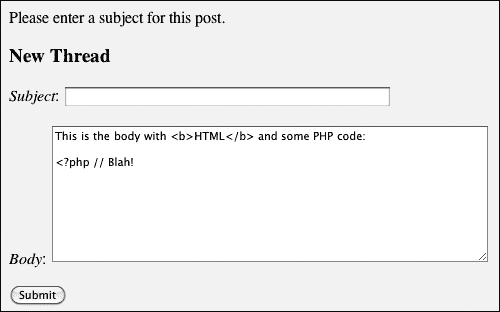 Please enter a subject for this post.
New Thread
Subject:
This is the body with <b>HTML</b> and some PHP code:
<?php // Blah!
Body:
Submit